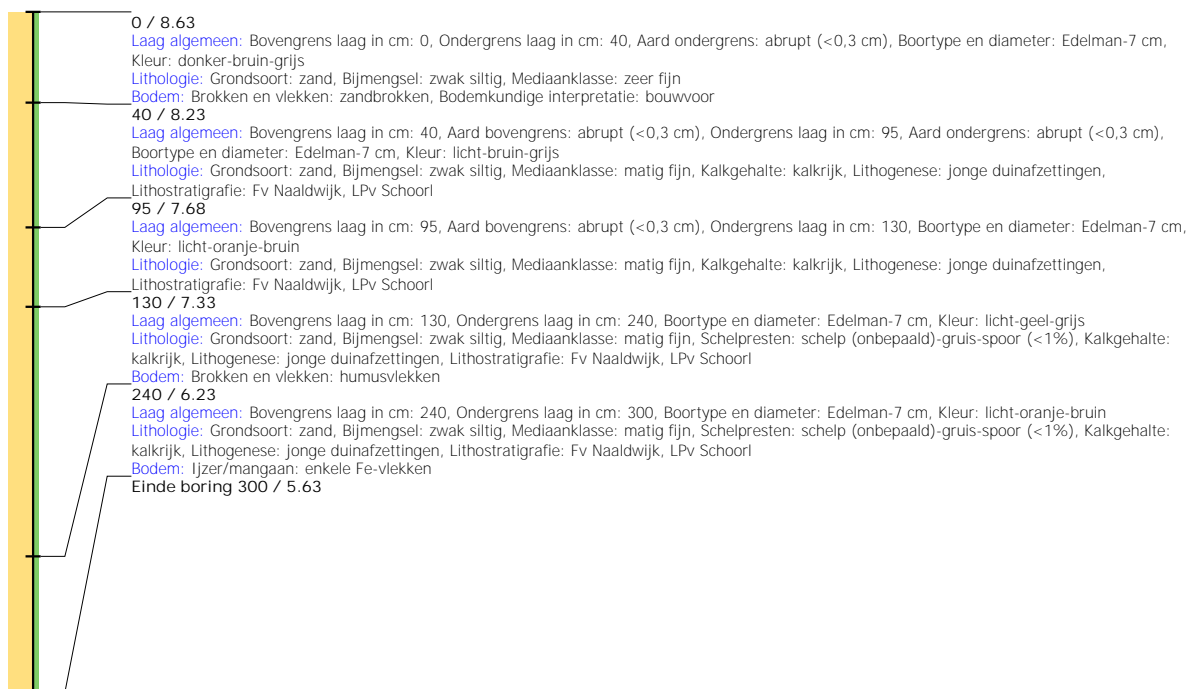 0 / 8.63
Laag algemeen: Bovengrens laag in cm: 0, Ondergrens laag in cm: 40, Aard ondergrens: abrupt (<0,3 cm), Boortype en diameter: Edelman-7 cm,
Kleur: donker-bruin-grijs
Lithologie: Grondsoort: zand, Bijmengsel: zwak siltig, Mediaanklasse: zeer fijn
Bodem: Brokken en vlekken: zandbrokken, Bodemkundige interpretatie: bouwvoor
40 / 8.23
Laag algemeen: Bovengrens laag in cm: 40, Aard bovengrens: abrupt (<0,3 cm), Ondergrens laag in cm: 95, Aard ondergrens: abrupt (<0,3 cm),
Boortype en diameter: Edelman-7 cm, Kleur: licht-bruin-grijs
Lithologie: Grondsoort: zand, Bijmengsel: zwak siltig, Mediaanklasse: matig fijn, Kalkgehalte: kalkrijk, Lithogenese: jonge duinafzettingen,
Lithostratigrafie: Fv Naaldwijk, LPv Schoorl
95 / 7.68
Laag algemeen: Bovengrens laag in cm: 95, Aard bovengrens: abrupt (<0,3 cm), Ondergrens laag in cm: 130, Boortype en diameter: Edelman-7 cm,
Kleur: licht-oranje-bruin
Lithologie: Grondsoort: zand, Bijmengsel: zwak siltig, Mediaanklasse: matig fijn, Kalkgehalte: kalkrijk, Lithogenese: jonge duinafzettingen,
Lithostratigrafie: Fv Naaldwijk, LPv Schoorl
130 / 7.33
Laag algemeen: Bovengrens laag in cm: 130, Ondergrens laag in cm: 240, Boortype en diameter: Edelman-7 cm, Kleur: licht-geel-grijs
Lithologie: Grondsoort: zand, Bijmengsel: zwak siltig, Mediaanklasse: matig fijn, Schelpresten: schelp (onbepaald)-gruis-spoor (<1%), Kalkgehalte:
kalkrijk, Lithogenese: jonge duinafzettingen, Lithostratigrafie: Fv Naaldwijk, LPv Schoorl
Bodem: Brokken en vlekken: humusvlekken
240 / 6.23
Laag algemeen: Bovengrens laag in cm: 240, Ondergrens laag in cm: 300, Boortype en diameter: Edelman-7 cm, Kleur: licht-oranje-bruin
Lithologie: Grondsoort: zand, Bijmengsel: zwak siltig, Mediaanklasse: matig fijn, Schelpresten: schelp (onbepaald)-gruis-spoor (<1%), Kalkgehalte:
kalkrijk, Lithogenese: jonge duinafzettingen, Lithostratigrafie: Fv Naaldwijk, LPv Schoorl
Bodem: Ijzer/mangaan: enkele Fe-vlekken
Einde boring 300 / 5.63